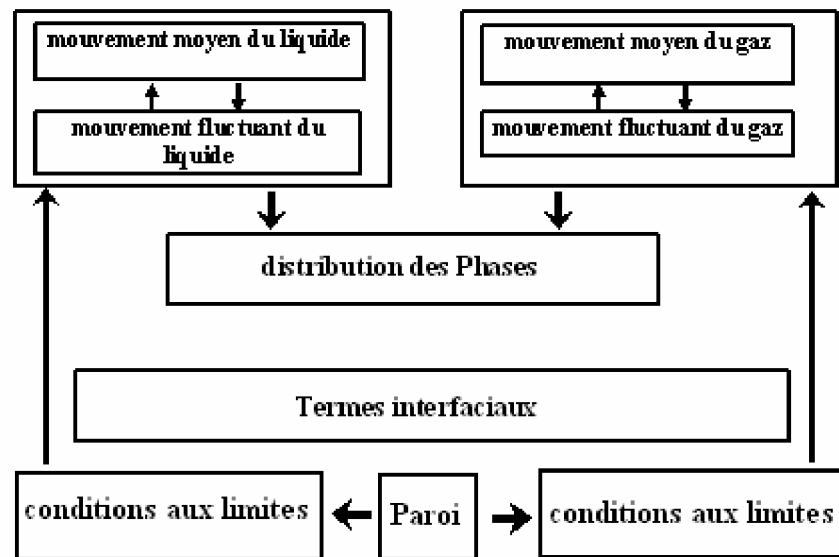 mouvement moyen du liquide
mouvement fluctuant du
liquide
mouvement moyen du gaz
mouvement fluctuant du gaz
distribution des Phases
Termes interfaciaux
conditions aux limites
Paroi
conditions aux limites